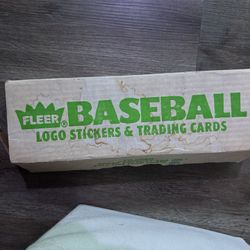 FLEER® BASEBALL
LOGO STICKERS & TRADING CARDS